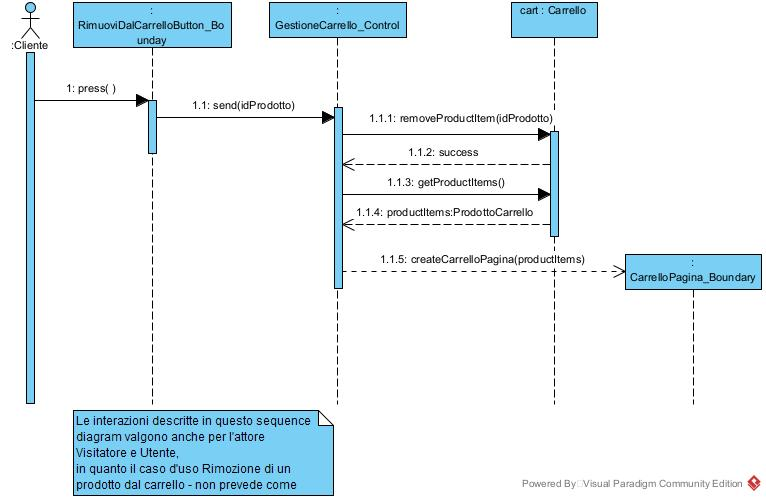 :
RimuoviDalCarrelloButton_Bo
unday
:
GestioneCarrello_Control
cart : Carrello
:Cliente
1: press( )
1.1: send(idProdotto)
1.1.1: removeProductItem(idProdotto)
1.1.2: success
1.1.3: getProductItems()
1.1.4: productItems:ProdottoCarrello
1.1.5: createCarrelloPagina(productItems)
:
CarrelloPagina_Boundary
Le interazioni descritte in questo sequence
diagram valgono anche per l'attore
Visitatore e Utente,
in quanto il caso d'uso Rimozione di un
prodotto dal carrello - non prevede come
Powered By Visual Paradigm Community Edition